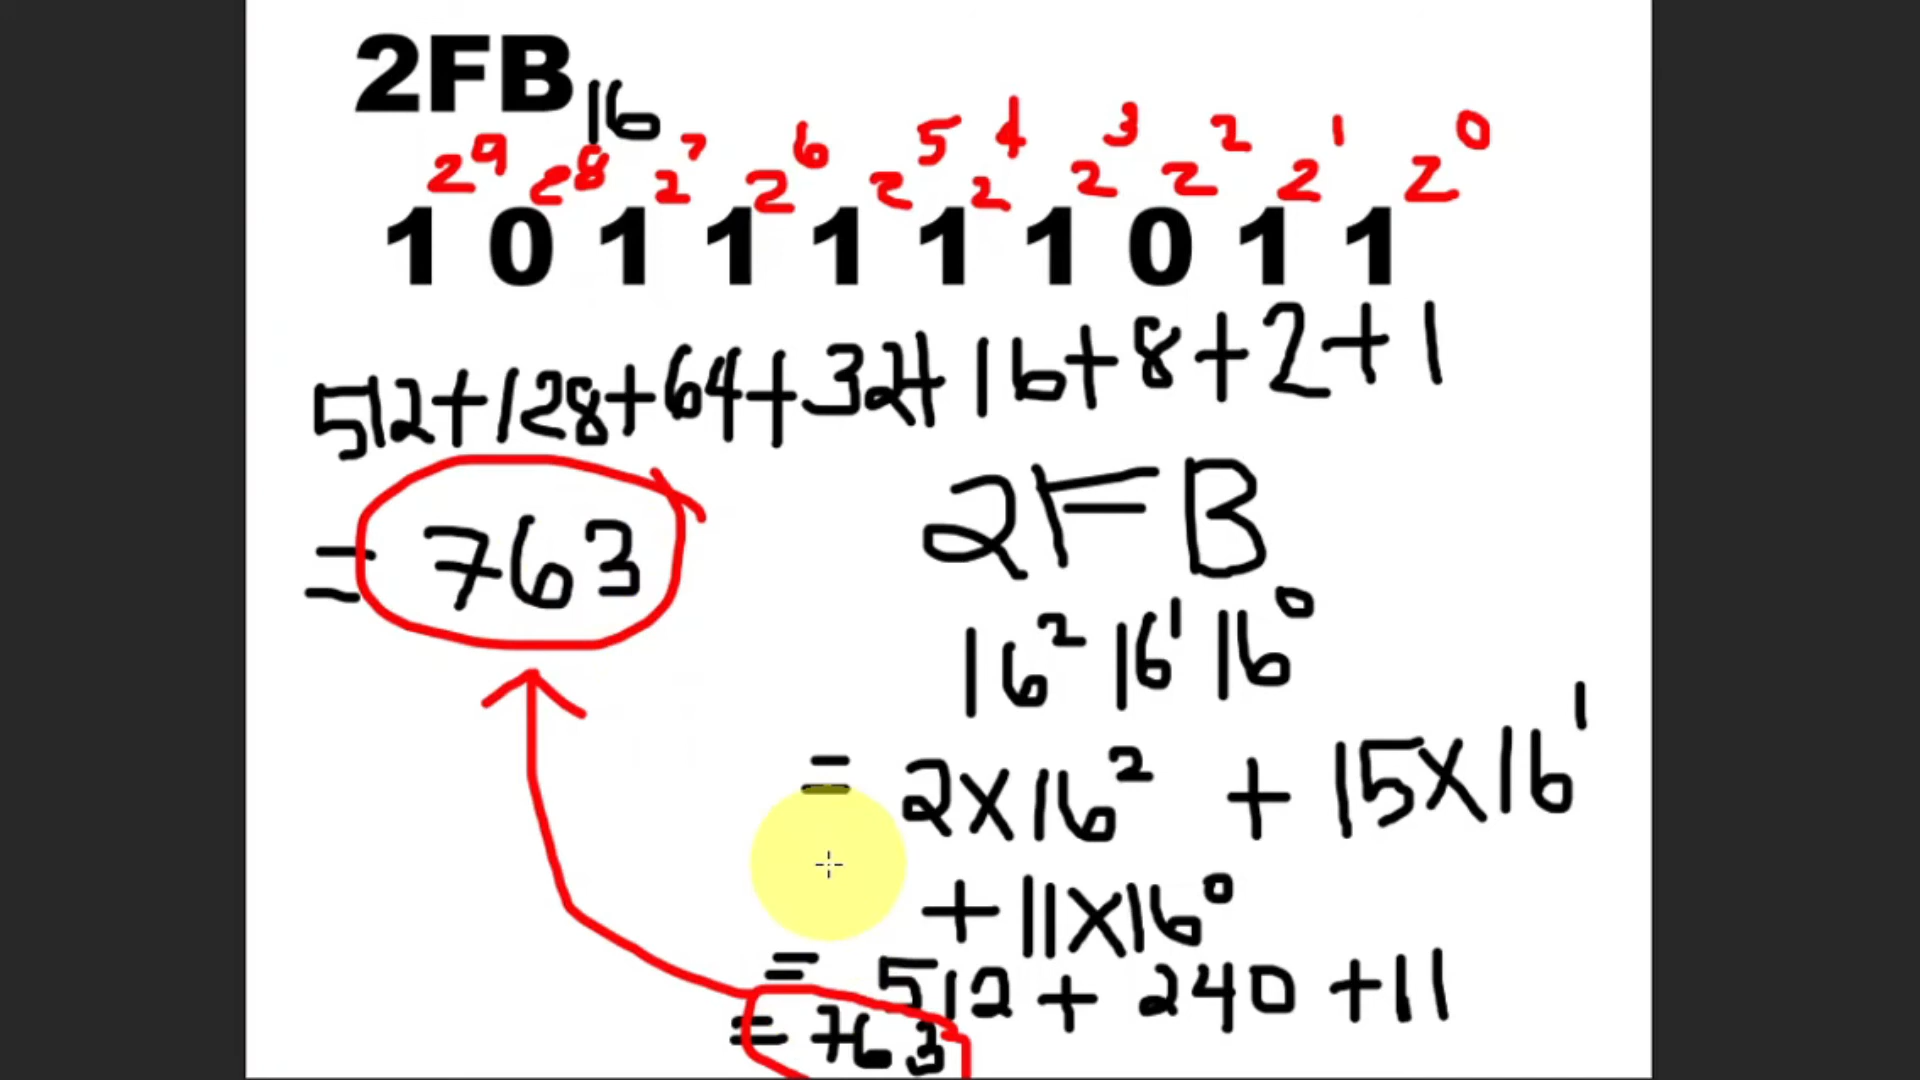 2FB₁₆
2⁹ 2⁸ 2⁷ 2⁶ 2⁵ 2⁴ 2³ 2² 2¹ 2⁰
1 0 1 1 1 1 1 0 1 1
512+128+64+32+16+8+2+1
= 763
2FB
16² 16¹ 16⁰
= 2X16² + 15X16¹
+ 11X16⁰
= 512 + 240 + 11
= 763